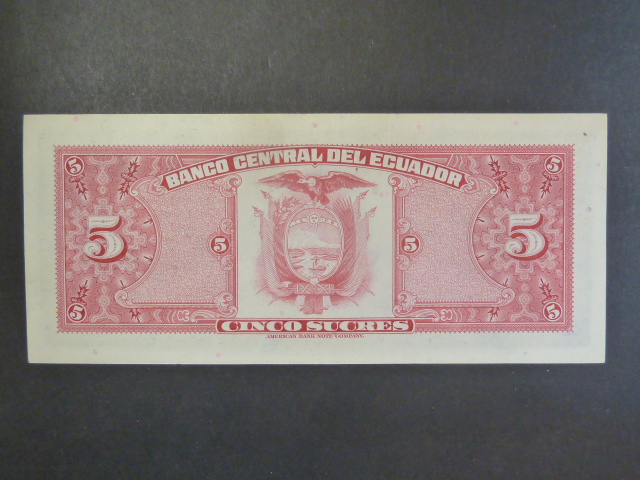 BANCO CENTRAL DEL ECUADOR
5 5
5 5 5 5
5 5
CINCO SUCRES
AMERICAN BANK NOTE COMPANY.